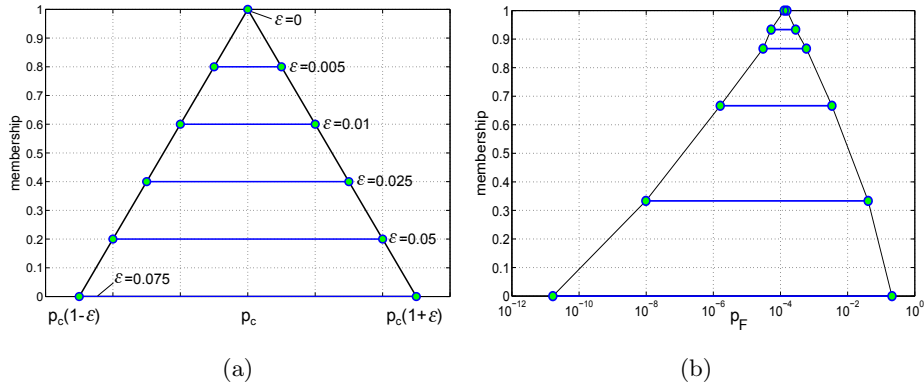 1
0.9
0.8
0.7
0.6
0.5
0.4
0.3
0.2
0.1
0
membership
ℰ=0
ℰ=0.005
ℰ=0.01
ℰ=0.025
ℰ=0.05
ℰ=0.075
p_c(1-ℰ) p_c p_c(1+ℰ)
(a)
1
0.9
0.8
0.7
0.6
0.5
0.4
0.3
0.2
0.1
0
membership
10^-12 10^-10 10^-8 10^-6 10^-4 10^-2 10^0
p_F
(b)